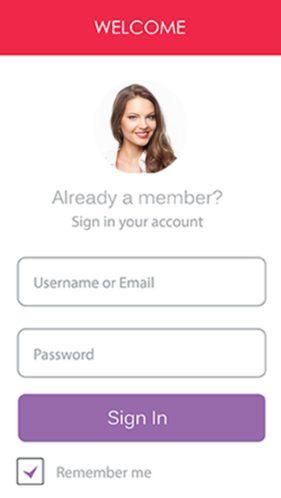 WELCOME
Already a member?
Sign in your account
Username or Email
Password
Sign In
Remember me